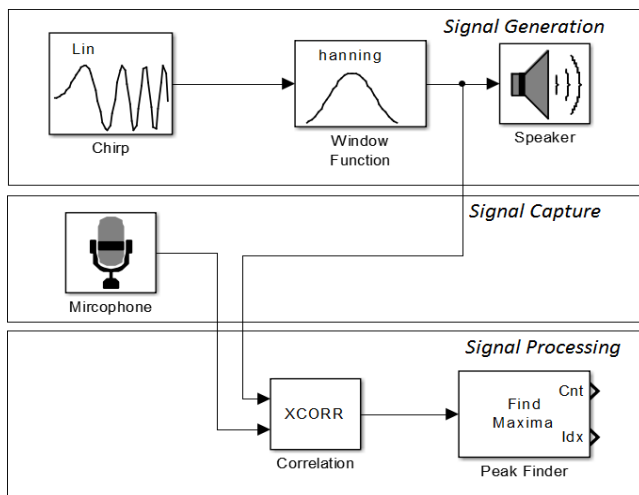 Signal Generation
Lin
Chirp
hanning
Window
Function
Speaker
Signal Capture
Mircophone
Signal Processing
XCORR
Correlation
Find
Maxima
Cnt
Idx
Peak Finder